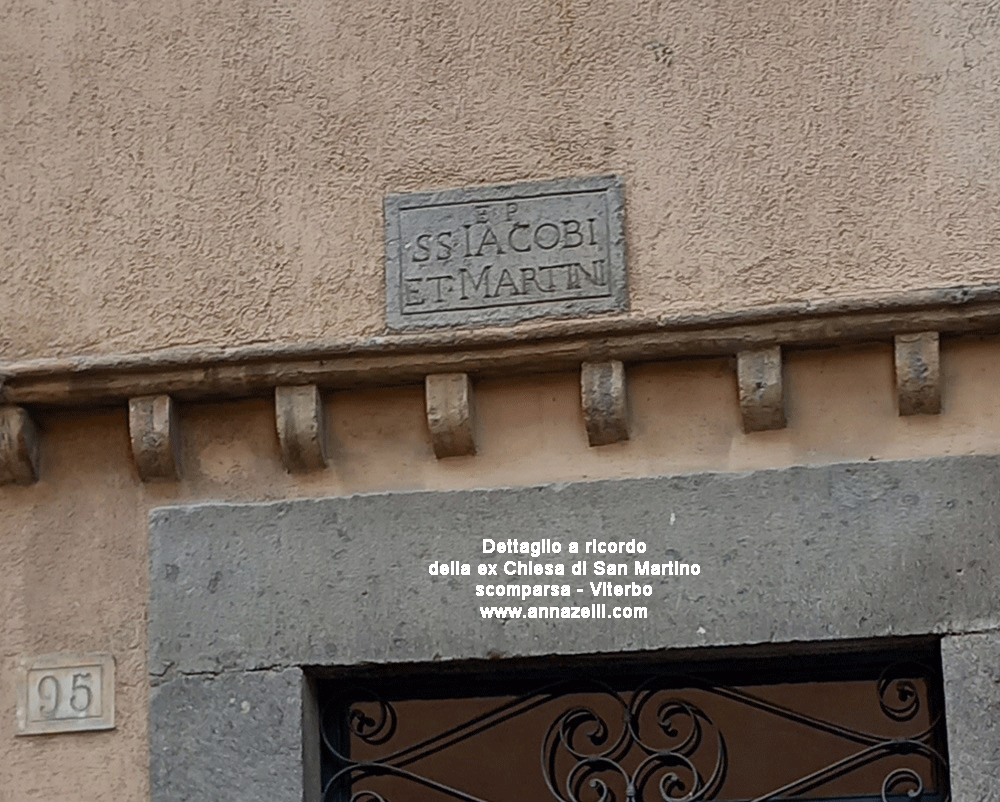 E P
SS IACOBI
ET·MARTINI
Dettaglio a ricordo
della ex Chiesa di San Martino
scomparsa - Viterbo
www.annazelli.com
95